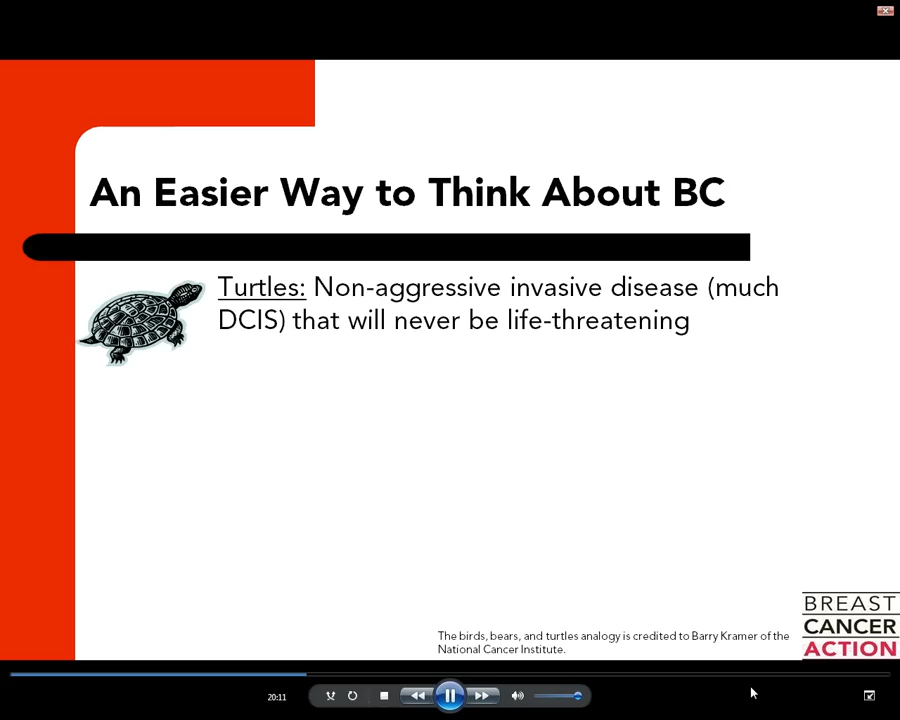 An Easier Way to Think About BC
Turtles: Non-aggressive invasive disease (much
DCIS) that will never be life-threatening
BREAST
CANCER
ACTION
The birds, bears, and turtles analogy is credited to Barry Kramer of the
National Cancer Institute.
20:11